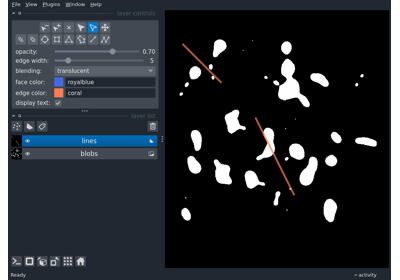 File View Plugins Window Help
layer controls
opacity: 0.70
edge width: 5
blending: translucent
face color: royalblue
edge color: coral
display text:
layer list
lines
blobs
Ready
activity